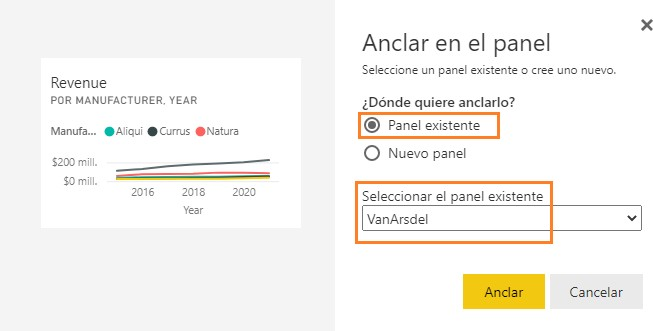 Anclar en el panel
Seleccione un panel existente o cree uno nuevo.
¿Dónde quiere anclarlo?
Panel existente
Nuevo panel
Seleccionar el panel existente
VanArsdel
Anclar Cancelar
Revenue
POR MANUFACTURER, YEAR
Manufa... Aliqui Currus Natura
$200 mill.
$0 mill.
2016 2018 2020
Year